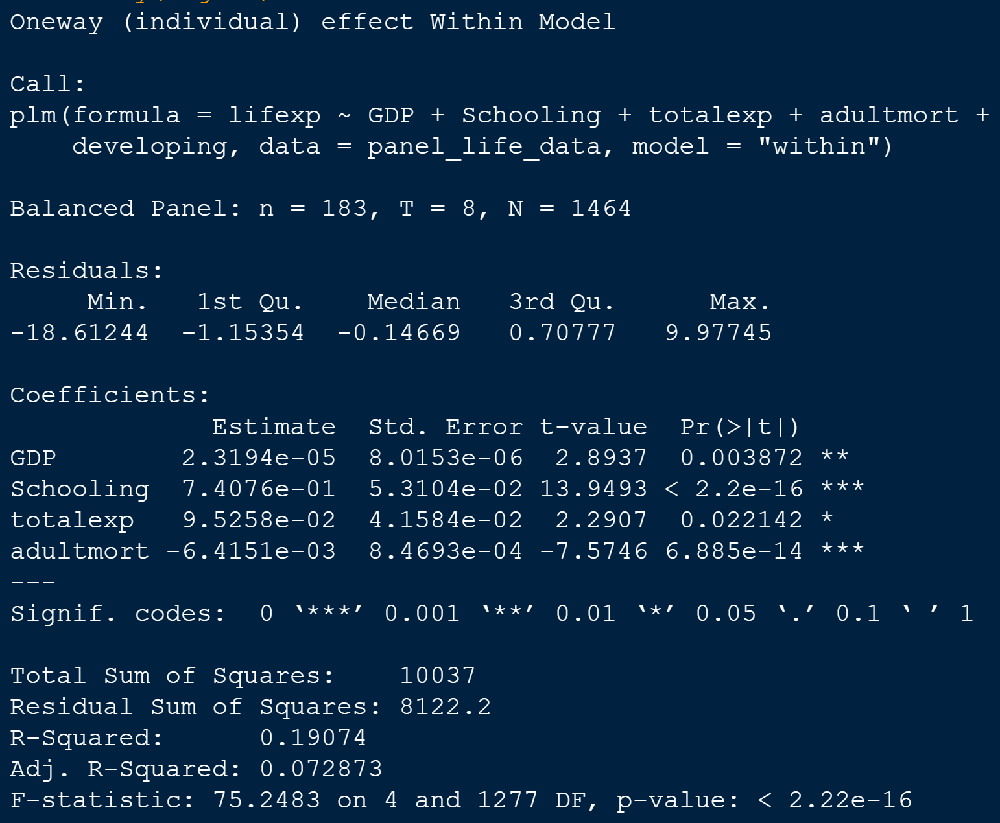 Oneway (individual) effect Within Model
Call:
plm(formula = lifexp ~ GDP + Schooling + totalexp + adultmort +
    developing, data = panel_life_data, model = "within")
Balanced Panel: n = 183, T = 8, N = 1464
Residuals:
     Min.   1st Qu.    Median   3rd Qu.      Max.
-18.61244  -1.15354  -0.14669   0.70777   9.97745
Coefficients:
             Estimate  Std. Error t-value  Pr(>|t|)
GDP        2.3194e-05  8.0153e-06  2.8937  0.003872 **
Schooling  7.4076e-01  5.3104e-02 13.9493 < 2.2e-16 ***
totalexp   9.5258e-02  4.1584e-02  2.2907  0.022142 *
adultmort -6.4151e-03  8.4693e-04 -7.5746 6.885e-14 ***
---
Signif. codes:  0 ‘***’ 0.001 ‘**’ 0.01 ‘*’ 0.05 ‘.’ 0.1 ‘ ’ 1
Total Sum of Squares:    10037
Residual Sum of Squares: 8122.2
R-Squared:      0.19074
Adj. R-Squared: 0.072873
F-statistic: 75.2483 on 4 and 1277 DF, p-value: < 2.22e-16